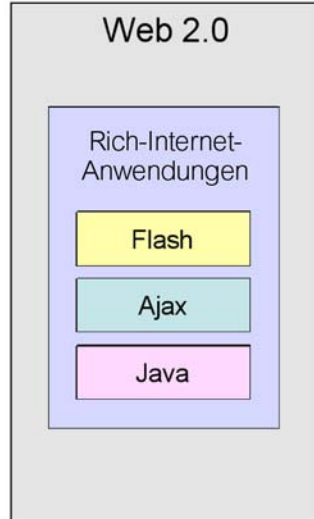 Web 2.0
Rich-Internet-
Anwendungen
Flash
Ajax
Java